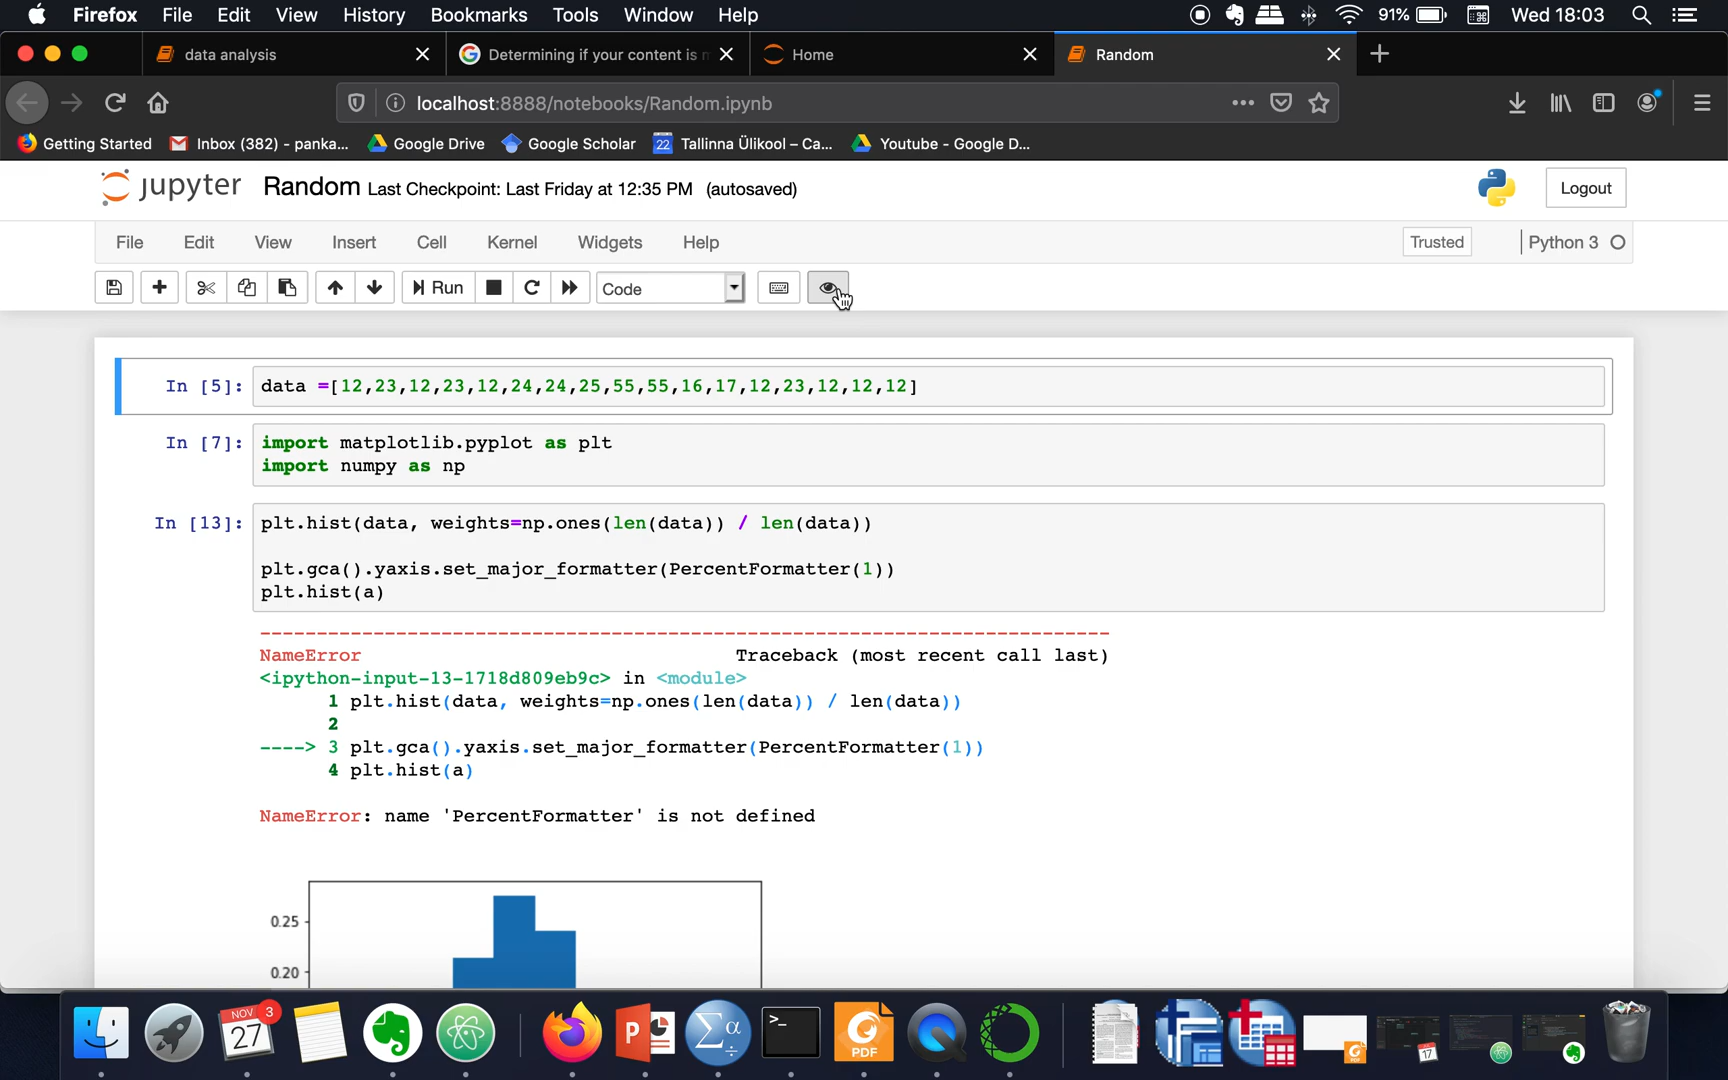 Firefox File Edit View History Bookmarks Tools Window Help 91% Wed 18:03
data analysis Determining if your content is m Home Random
localhost:8888/notebooks/Random.ipynb
Getting Started Inbox (382) - panka... Google Drive Google Scholar 22 Tallinna Ülikool – Ca... Youtube - Google D...
jupyter Random Last Checkpoint: Last Friday at 12:35 PM (autosaved) Logout
File Edit View Insert Cell Kernel Widgets Help Trusted Python 3
Run Code
In [5]: data =[12,23,12,23,12,24,24,25,55,55,16,17,12,23,12,12,12]
In [7]: import matplotlib.pyplot as plt
import numpy as np
In [13]: plt.hist(data, weights=np.ones(len(data)) / len(data))
plt.gca().yaxis.set_major_formatter(PercentFormatter(1))
plt.hist(a)
---------------------------------------------------------------------------
NameError Traceback (most recent call last)
<ipython-input-13-1718d809eb9c> in <module>
1 plt.hist(data, weights=np.ones(len(data)) / len(data))
2
----> 3 plt.gca().yaxis.set_major_formatter(PercentFormatter(1))
4 plt.hist(a)
NameError: name 'PercentFormatter' is not defined
0.25
0.20
NOV 3
27 P Σα >_ PDF
17